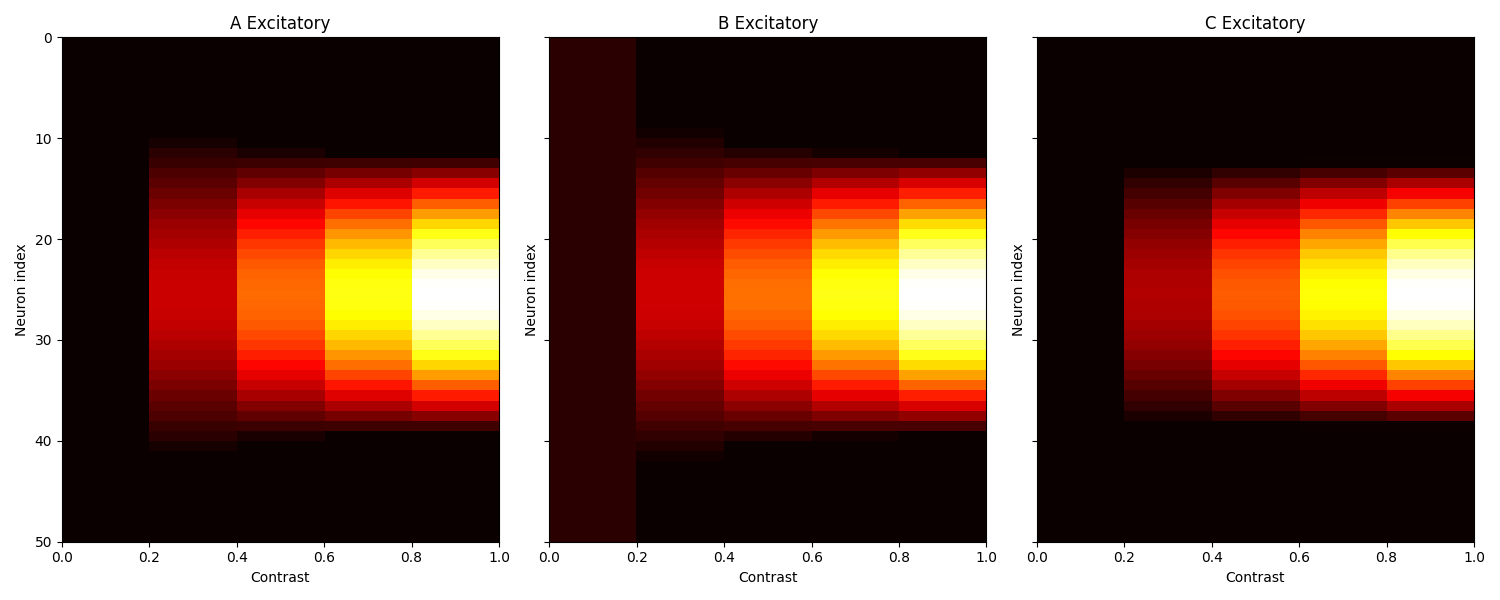 A Excitatory
B Excitatory
C Excitatory
Neuron index
0
10
20
30
40
50
0.0 0.2 0.4 0.6 0.8 1.0
Contrast
Neuron index
0.0 0.2 0.4 0.6 0.8 1.0
Contrast
Neuron index
0.0 0.2 0.4 0.6 0.8 1.0
Contrast